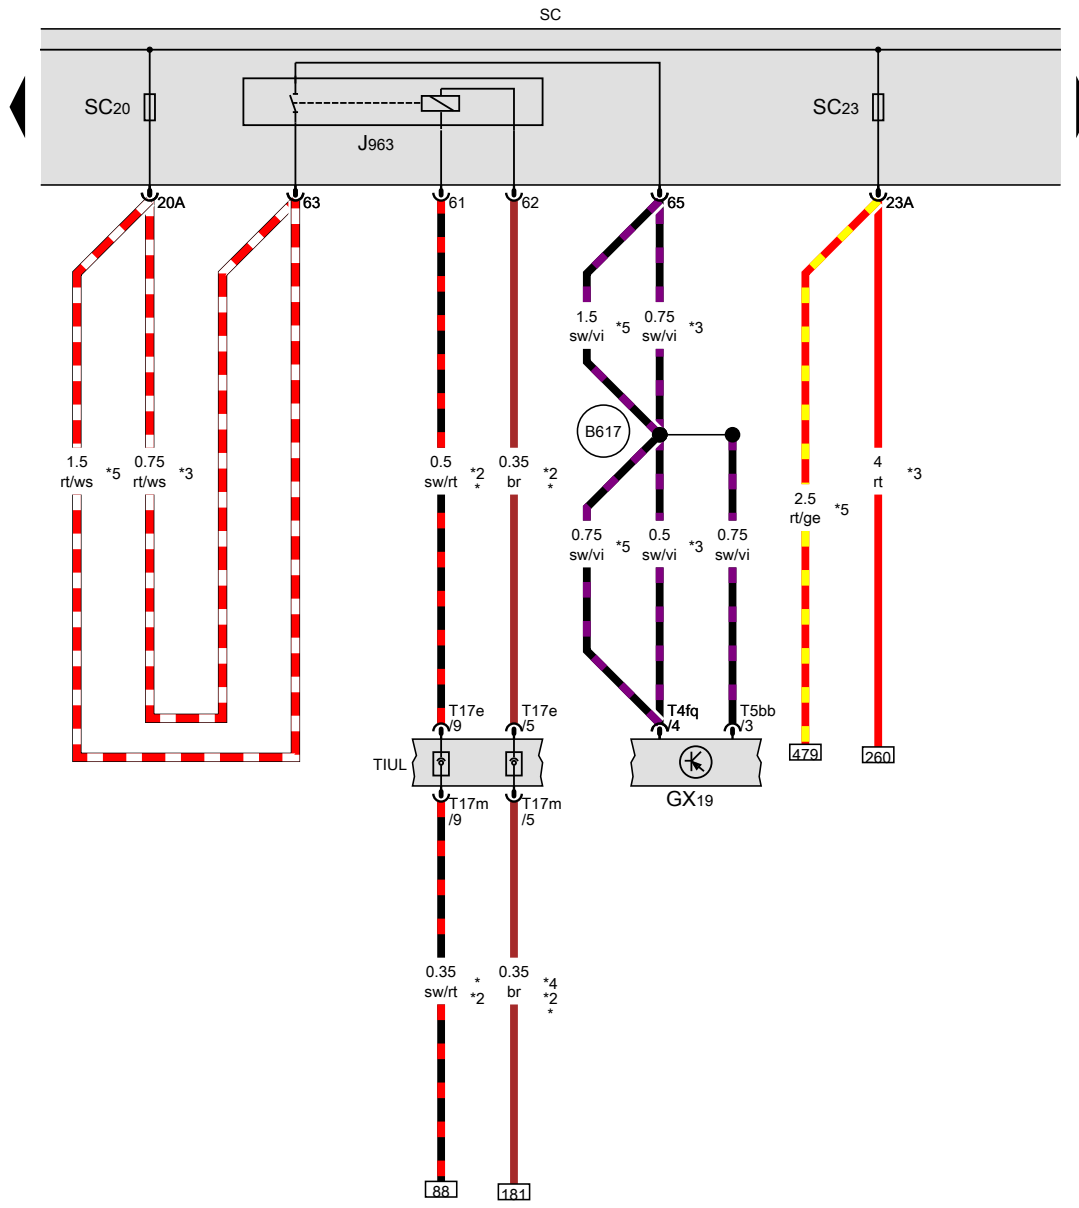 SC
SC20
SC23
J963
20A
63
61
62
65
23A
1.5
sw/vi
*5
0.75
sw/vi
*3
B617
1.5
rt/ws
*5
0.75
rt/ws
*3
0.5
sw/rt
*2
*
0.35
br
*2
*
4
rt
*3
2.5
rt/ge
*5
0.75
sw/vi
*5
0.5
sw/vi
*3
0.75
sw/vi
T17e
/9
T17e
/5
T4fq
/4
T5bb
/3
479
260
TIUL
GX19
T17m
/9
T17m
/5
0.35
sw/rt
*
*2
0.35
br
*4
*2
*
88
181